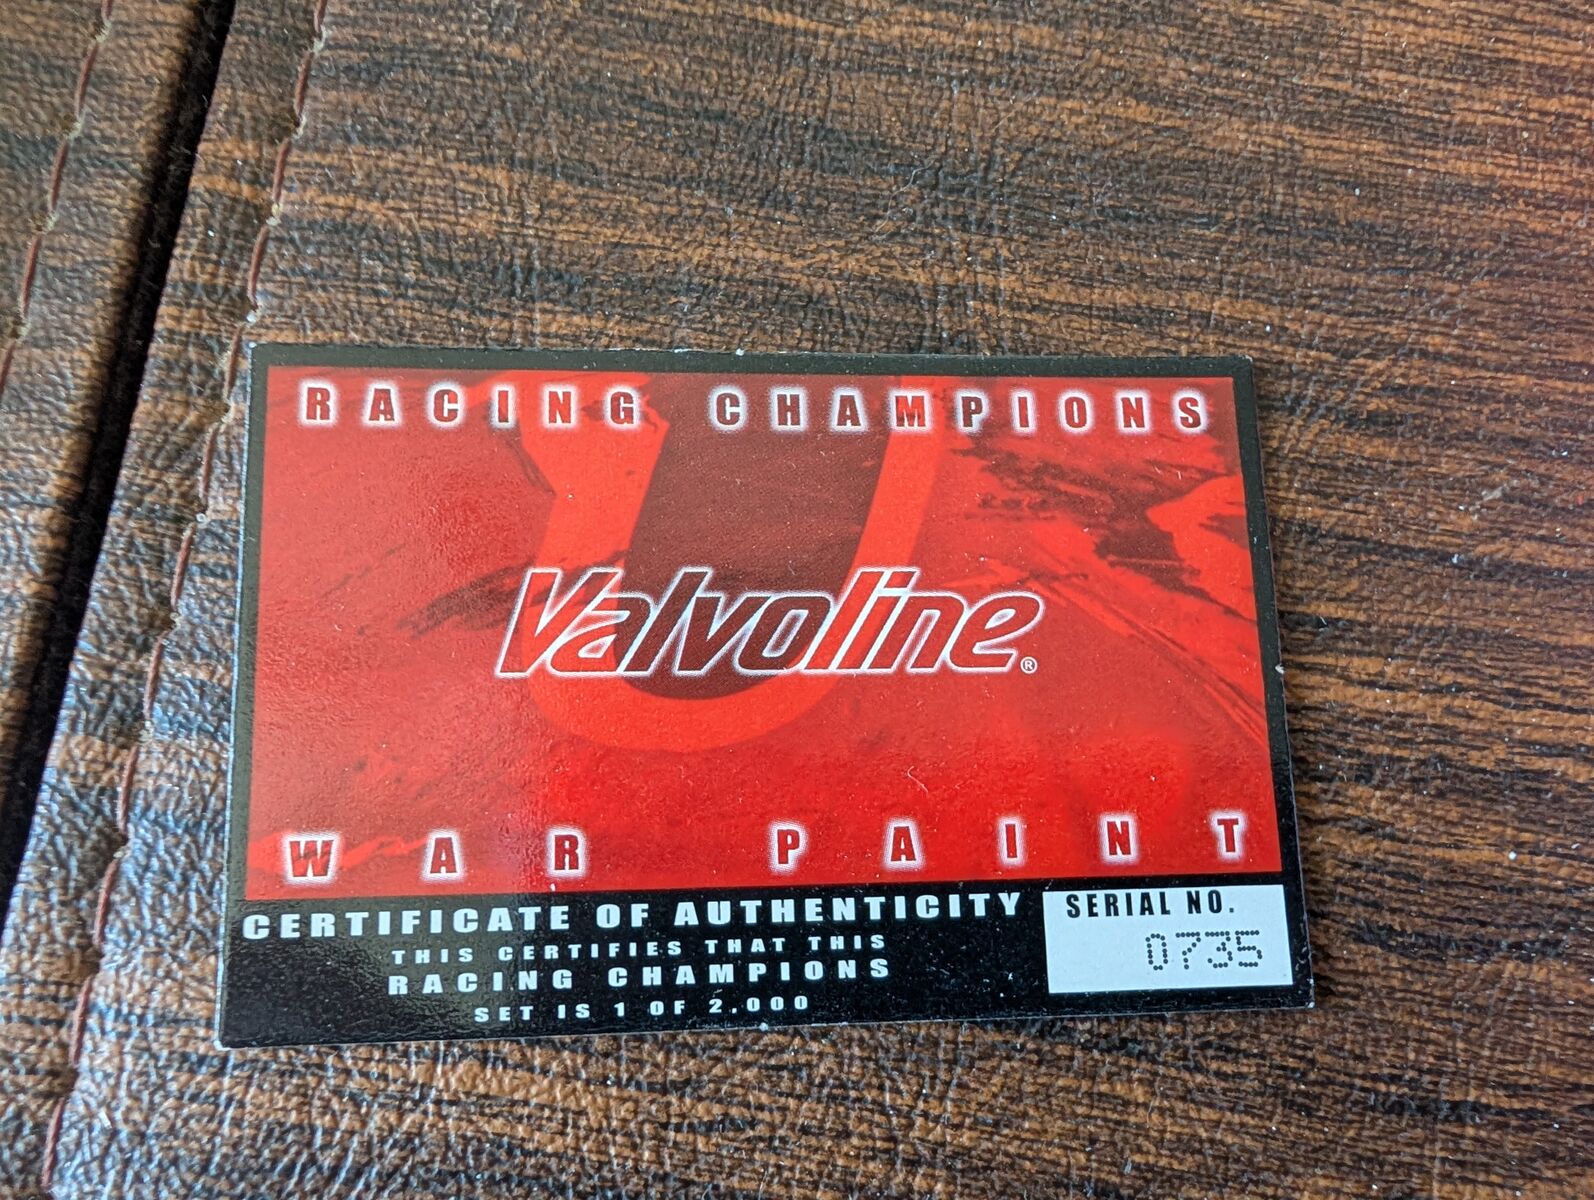 RACING CHAMPIONS
Valvoline®
WAR PAINT
CERTIFICATE OF AUTHENTICITY
THIS CERTIFIES THAT THIS
RACING CHAMPIONS
SET IS 1 OF 2,000
SERIAL NO.
0735